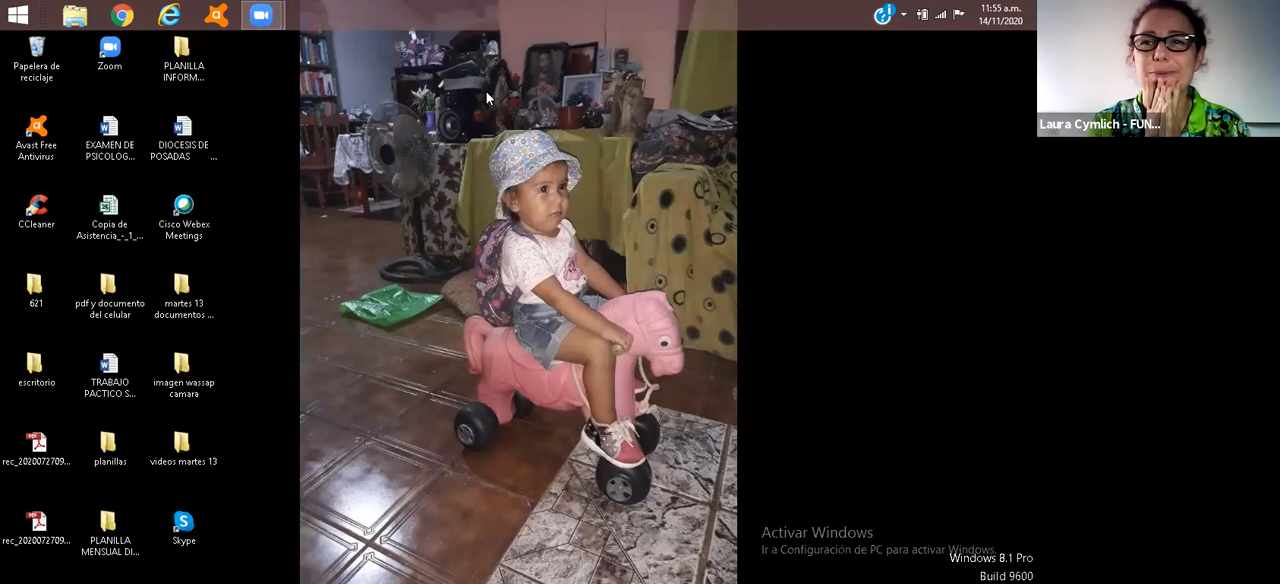 11:55 a.m.
14/11/2020
Laura Cymlich - FUN...
Papelera de
reciclaje
Zoom
PLANILLA
INFORM...
Avast Free
Antivirus
EXAMEN DE
PSICOLOG...
DIOCESIS DE
POSADAS ...
CCleaner
Copia de
Asistencia_-_1_...
Cisco Webex
Meetings
621
pdf y documento
del celular
martes 13
documentos ...
escritorio
TRABAJO
PACTICO S...
imagen wassap
camara
rec_2020072709...
planillas
videos martes 13
rec_2020072709...
PLANILLA
MENSUAL DI...
Skype
Activar Windows
Ir a Configuración de PC para activar Windows.
Windows 8.1 Pro
Build 9600